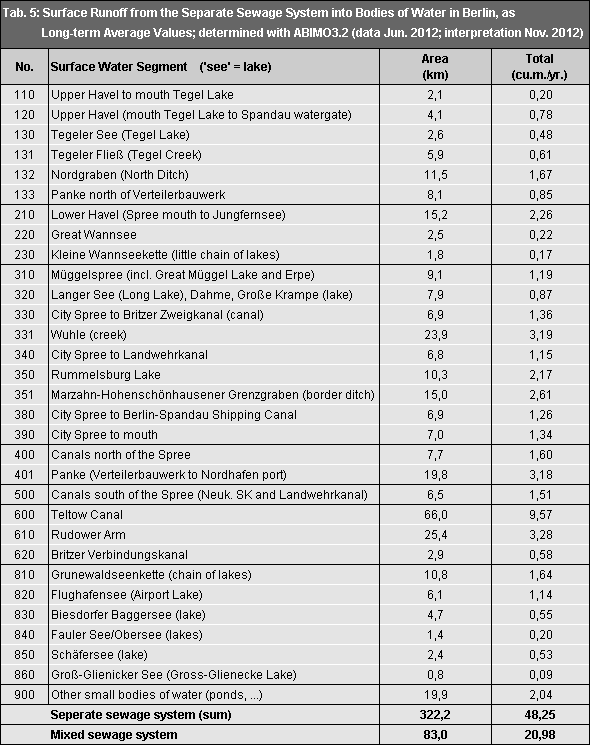 Tab. 5: Surface Runoff from the Separate Sewage System into Bodies of Water in Berlin, as
Long-term Average Values; determined with ABIMO3.2 (data Jun. 2012; interpretation Nov. 2012)
No. Surface Water Segment ('see' = lake) Area (km) Total (cu.m./yr.)
110 Upper Havel to mouth Tegel Lake 2,1 0,20
120 Upper Havel (mouth Tegel Lake to Spandau watergate) 4,1 0,78
130 Tegeler See (Tegel Lake) 2,6 0,48
131 Tegeler Fließ (Tegel Creek) 5,9 0,61
132 Nordgraben (North Ditch) 11,5 1,67
133 Panke north of Verteilerbauwerk 8,1 0,85
210 Lower Havel (Spree mouth to Jungfernsee) 15,2 2,26
220 Great Wannsee 2,5 0,22
230 Kleine Wannseekette (little chain of lakes) 1,8 0,17
310 Müggelspree (incl. Great Müggel Lake and Erpe) 9,1 1,19
320 Langer See (Long Lake), Dahme, Große Krampe (lake) 7,9 0,87
330 City Spree to Britzer Zweigkanal (canal) 6,9 1,36
331 Wuhle (creek) 23,9 3,19
340 City Spree to Landwehrkanal 6,8 1,15
350 Rummelsburg Lake 10,3 2,17
351 Marzahn-Hohenschönhausener Grenzgraben (border ditch) 15,0 2,61
380 City Spree to Berlin-Spandau Shipping Canal 6,9 1,26
390 City Spree to mouth 7,0 1,34
400 Canals north of the Spree 7,7 1,60
401 Panke (Verteilerbauwerk to Nordhafen port) 19,8 3,18
500 Canals south of the Spree (Neuk. SK and Landwehrkanal) 6,5 1,51
600 Teltow Canal 66,0 9,57
610 Rudower Arm 25,4 3,28
620 Britzer Verbindungskanal 2,9 0,58
810 Grunewaldseenkette (chain of lakes) 10,8 1,64
820 Flughafensee (Airport Lake) 6,1 1,14
830 Biesdorfer Baggersee (lake) 4,7 0,55
840 Fauler See/Obersee (lakes) 1,4 0,20
850 Schäfersee (lake) 2,4 0,53
860 Groß-Glienicker See (Gross-Glienecke Lake) 0,8 0,09
900 Other small bodies of water (ponds, ...) 19,9 2,04
Seperate sewage system (sum) 322,2 48,25
Mixed sewage system 83,0 20,98